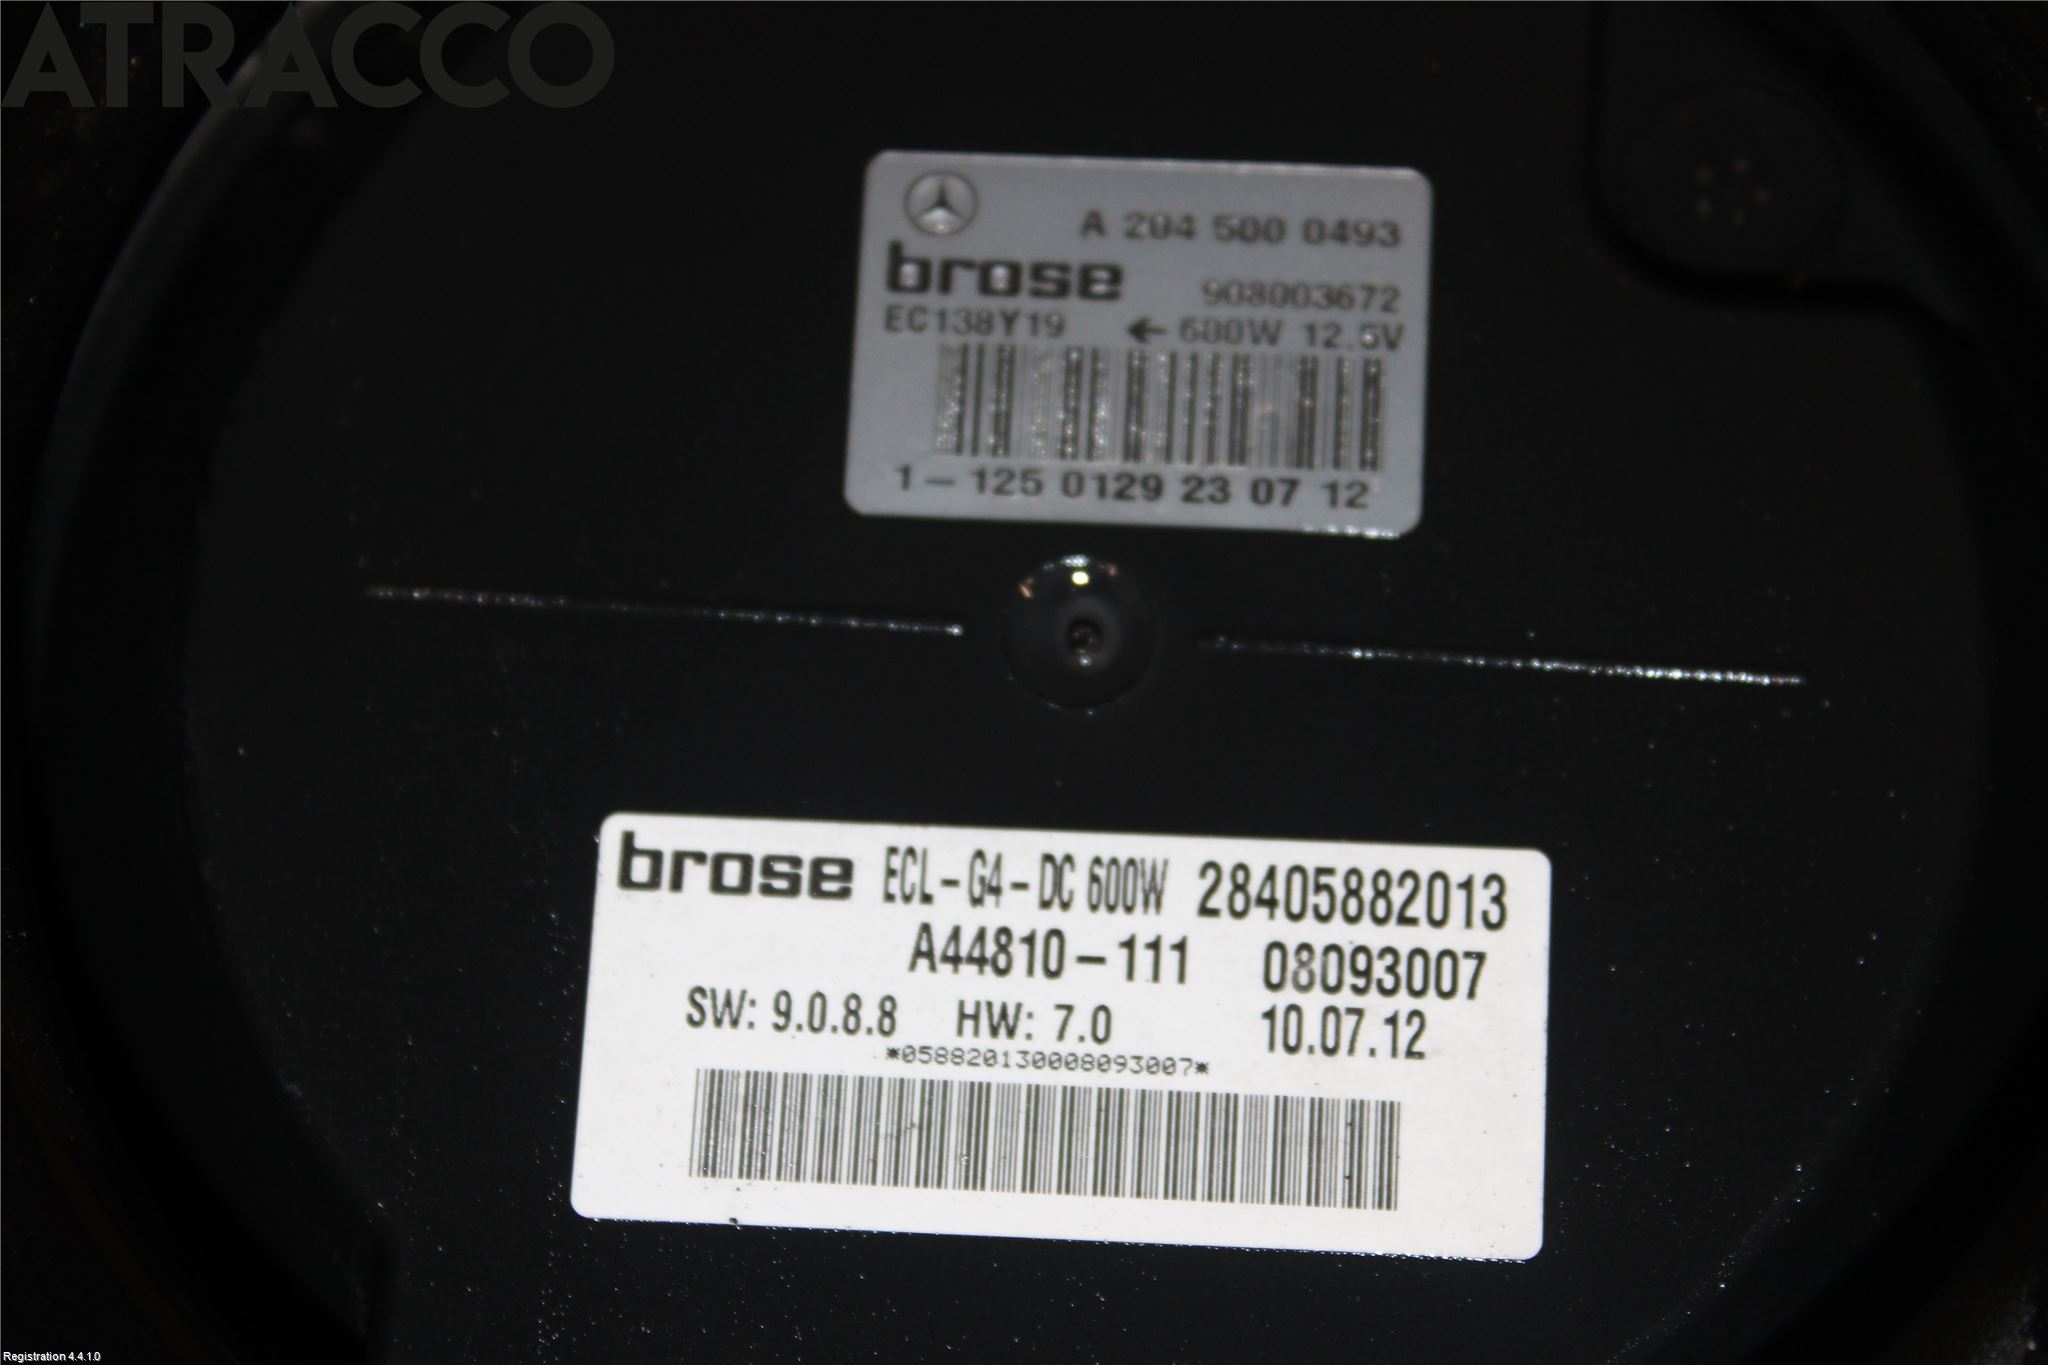 ATRACCO
A 204 500 0493
brose
908003672
EC138Y19 ← 600W 12.5V
1-125 0129 23 07 12
brose ECL-G4-DC 600W 28405882013
A44810-111 08093007
SW: 9.0.8.8 HW: 7.0 10.07.12
*058820130008093007*
Registration 4.4.1.0